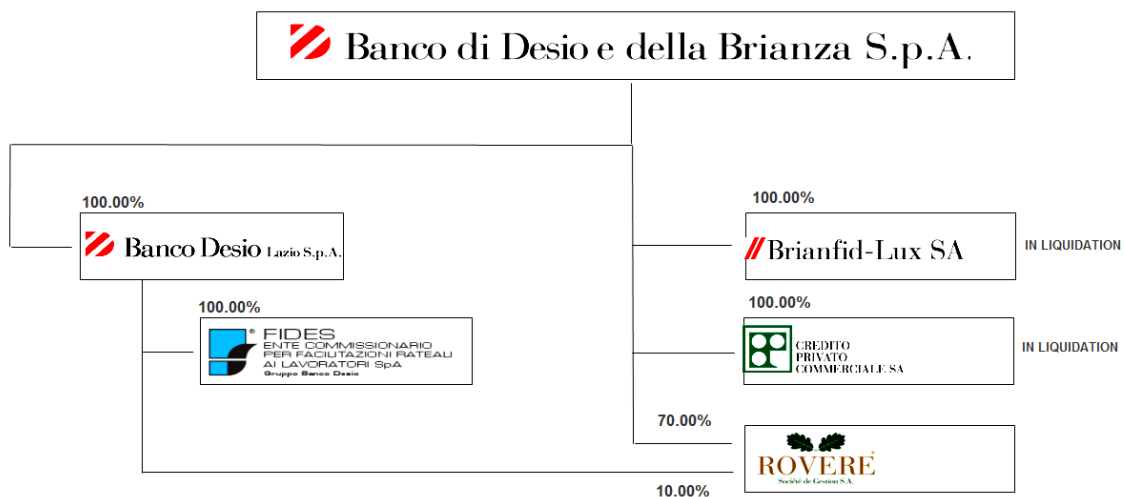 Banco di Desio e della Brianza S.p.A.
100.00%
Banco Desio Lazio S.p.A.
100.00%
Brianfid-Lux SA
IN LIQUIDATION
100.00%
® FIDES
ENTE COMMISSIONARIO
PER FACILITAZIONI RATEALI
AI LAVORATORI SpA
Gruppo Banco Desio
100.00%
CREDITO
PRIVATO
COMMERCIALE SA
IN LIQUIDATION
70.00%
ROVERE
Société de Gestion S.A.
10.00%